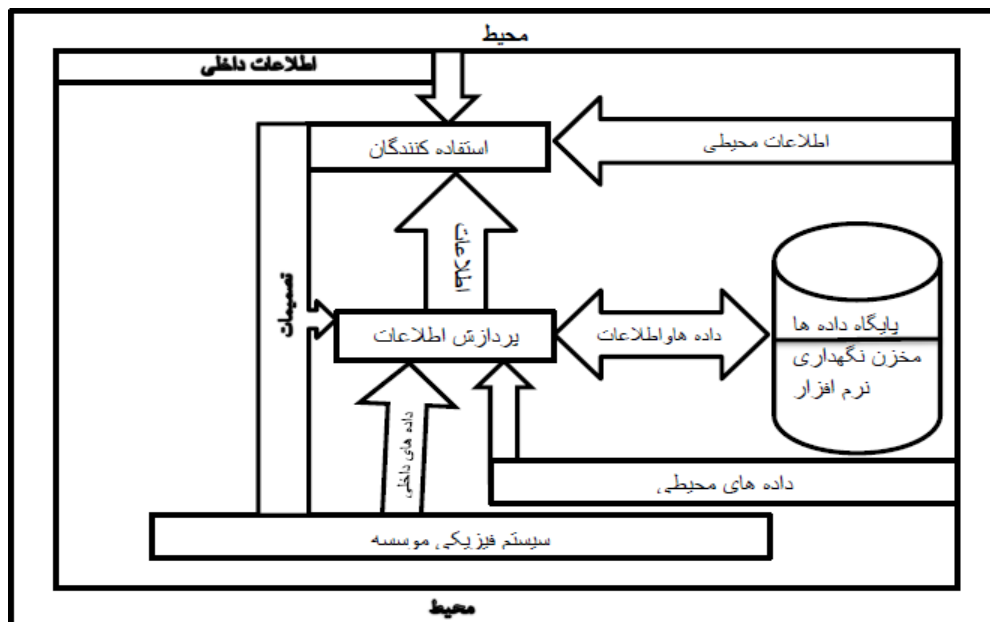 محیط
اطلاعات داخلی
استفاده کنندگان
اطلاعات محیطی
اطلاعات
تصمیمات
پردازش اطلاعات
داده هاواطلاعات
پایگاه داده ها
مخزن نگهداری
نرم افزار
داده های داخلی
داده های محیطی
سیستم فیزیکی موسسه
محیط